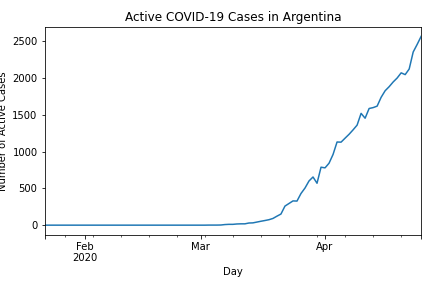 Active COVID-19 Cases in Argentina
Number of Active Cases
2500
2000
1500
1000
500
0
Feb
2020
Mar
Apr
Day